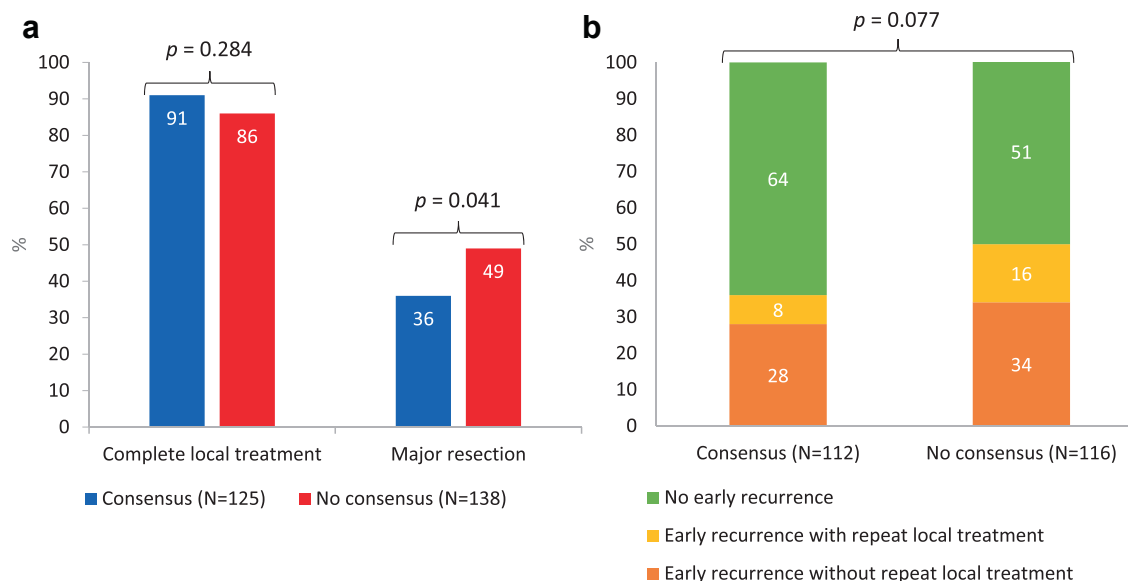 a
p = 0.284
100
90
80
70
60
50
40
30
20
10
0
%
91
86
p = 0.041
36
49
Complete local treatment
Major resection
Consensus (N=125)
No consensus (N=138)
b
p = 0.077
100
90
80
70
60
50
40
30
20
10
0
%
64
8
28
51
16
34
Consensus (N=112)
No consensus (N=116)
No early recurrence
Early recurrence with repeat local treatment
Early recurrence without repeat local treatment